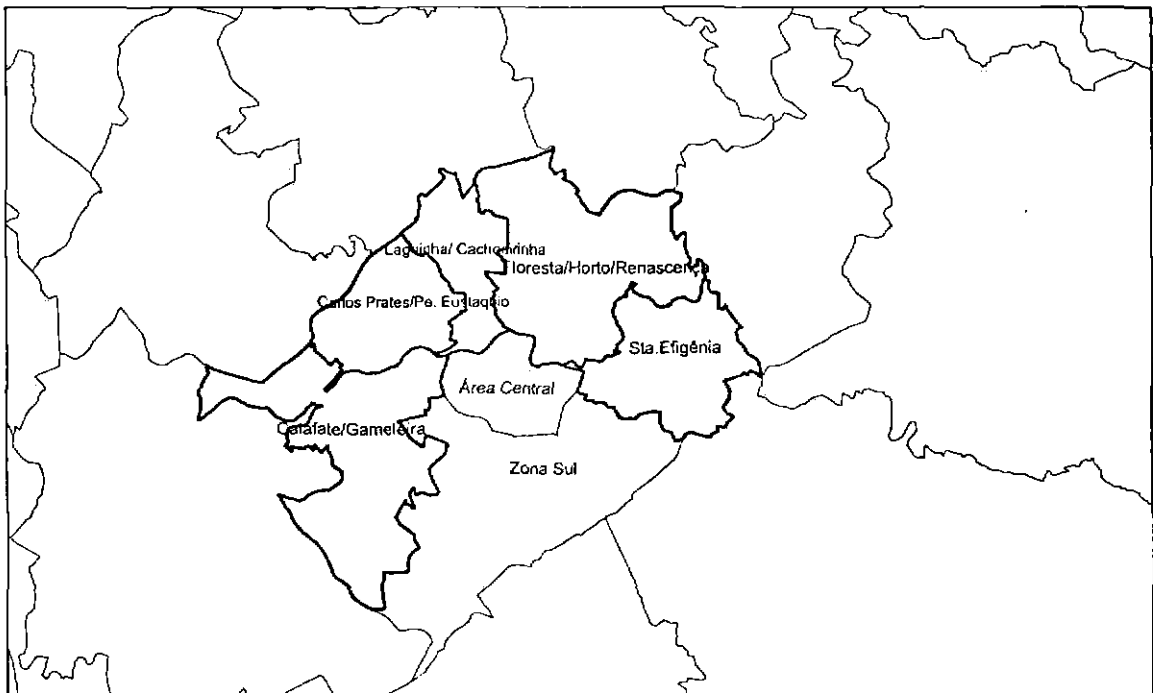 Lagoinha/ Cachoeirinha
Floresta/Horto/Renascença
Carlos Prates/Pe. Eustáquio
Sta.Efigênia
Área Central
Calafate/Gameleira
Zona Sul